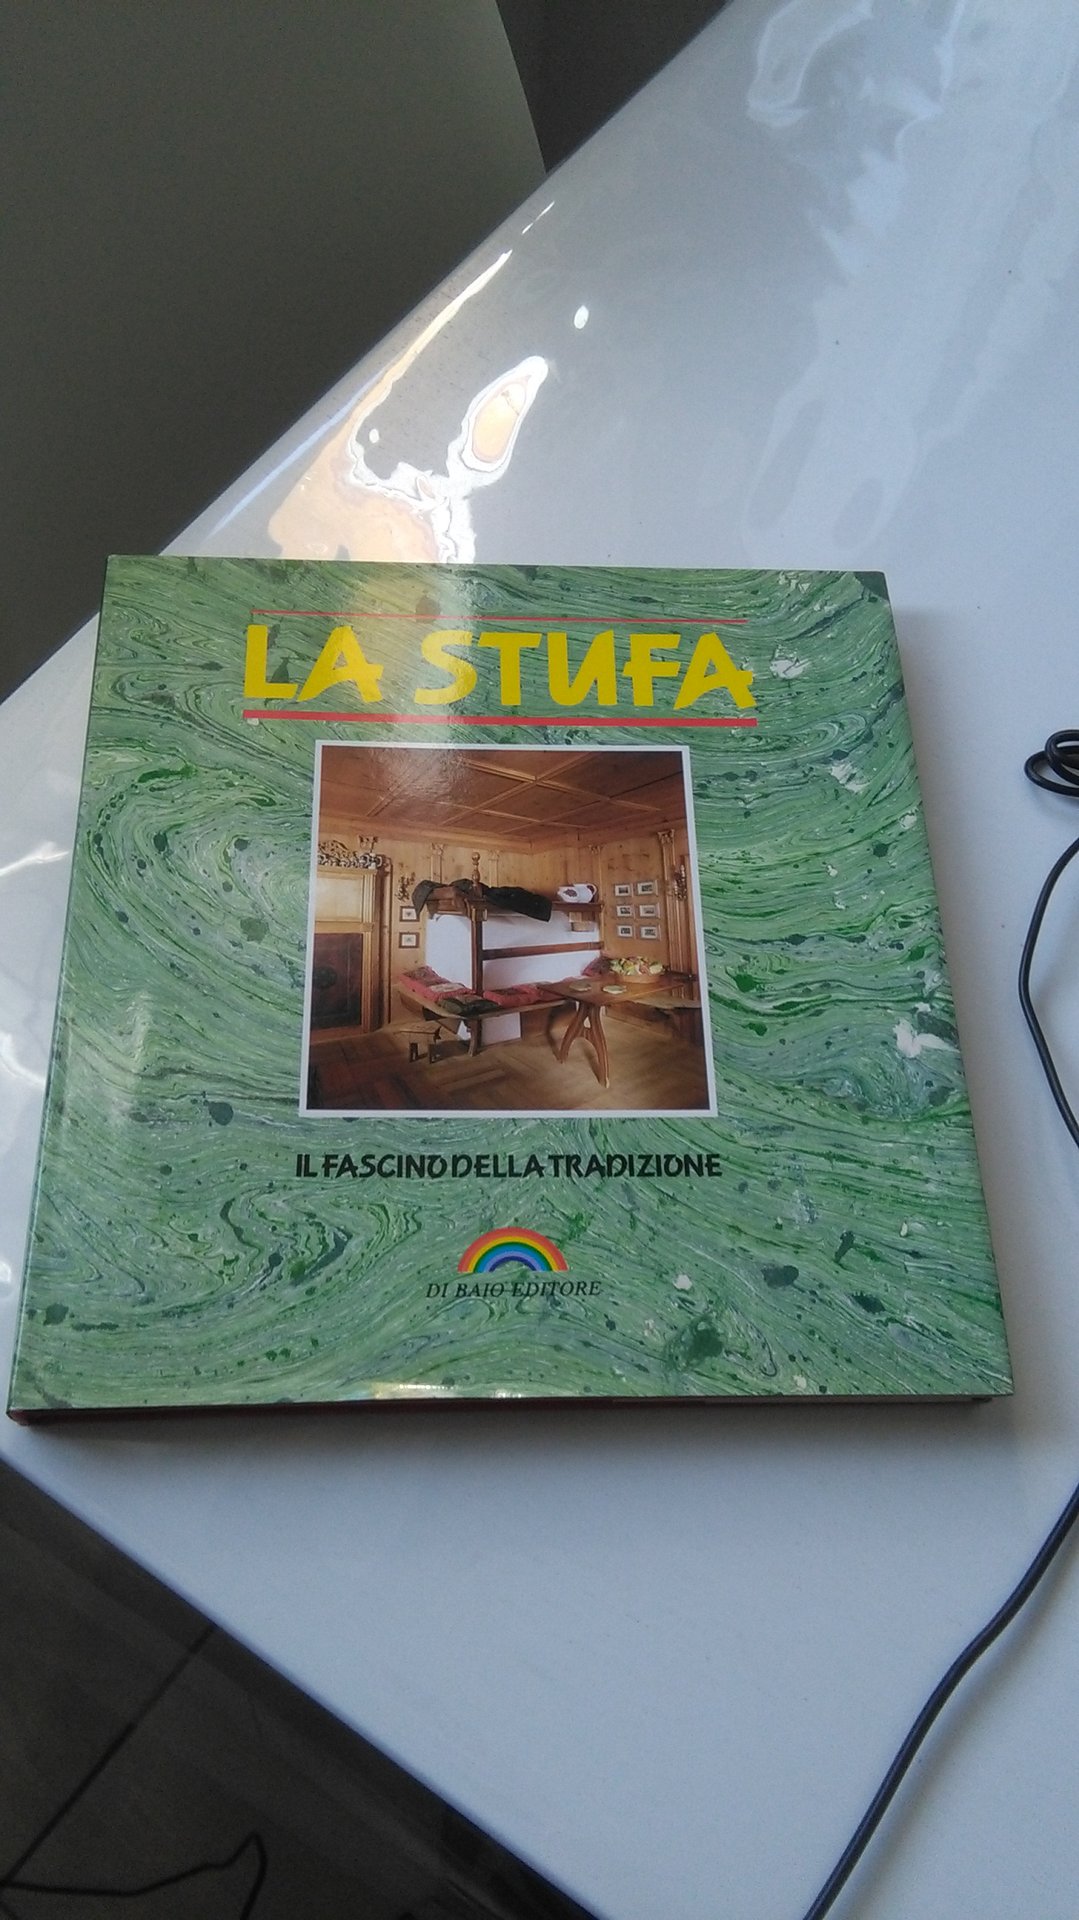 LA STUFA
IL FASCINO DELLA TRADIZIONE
DI BAIO EDITORE